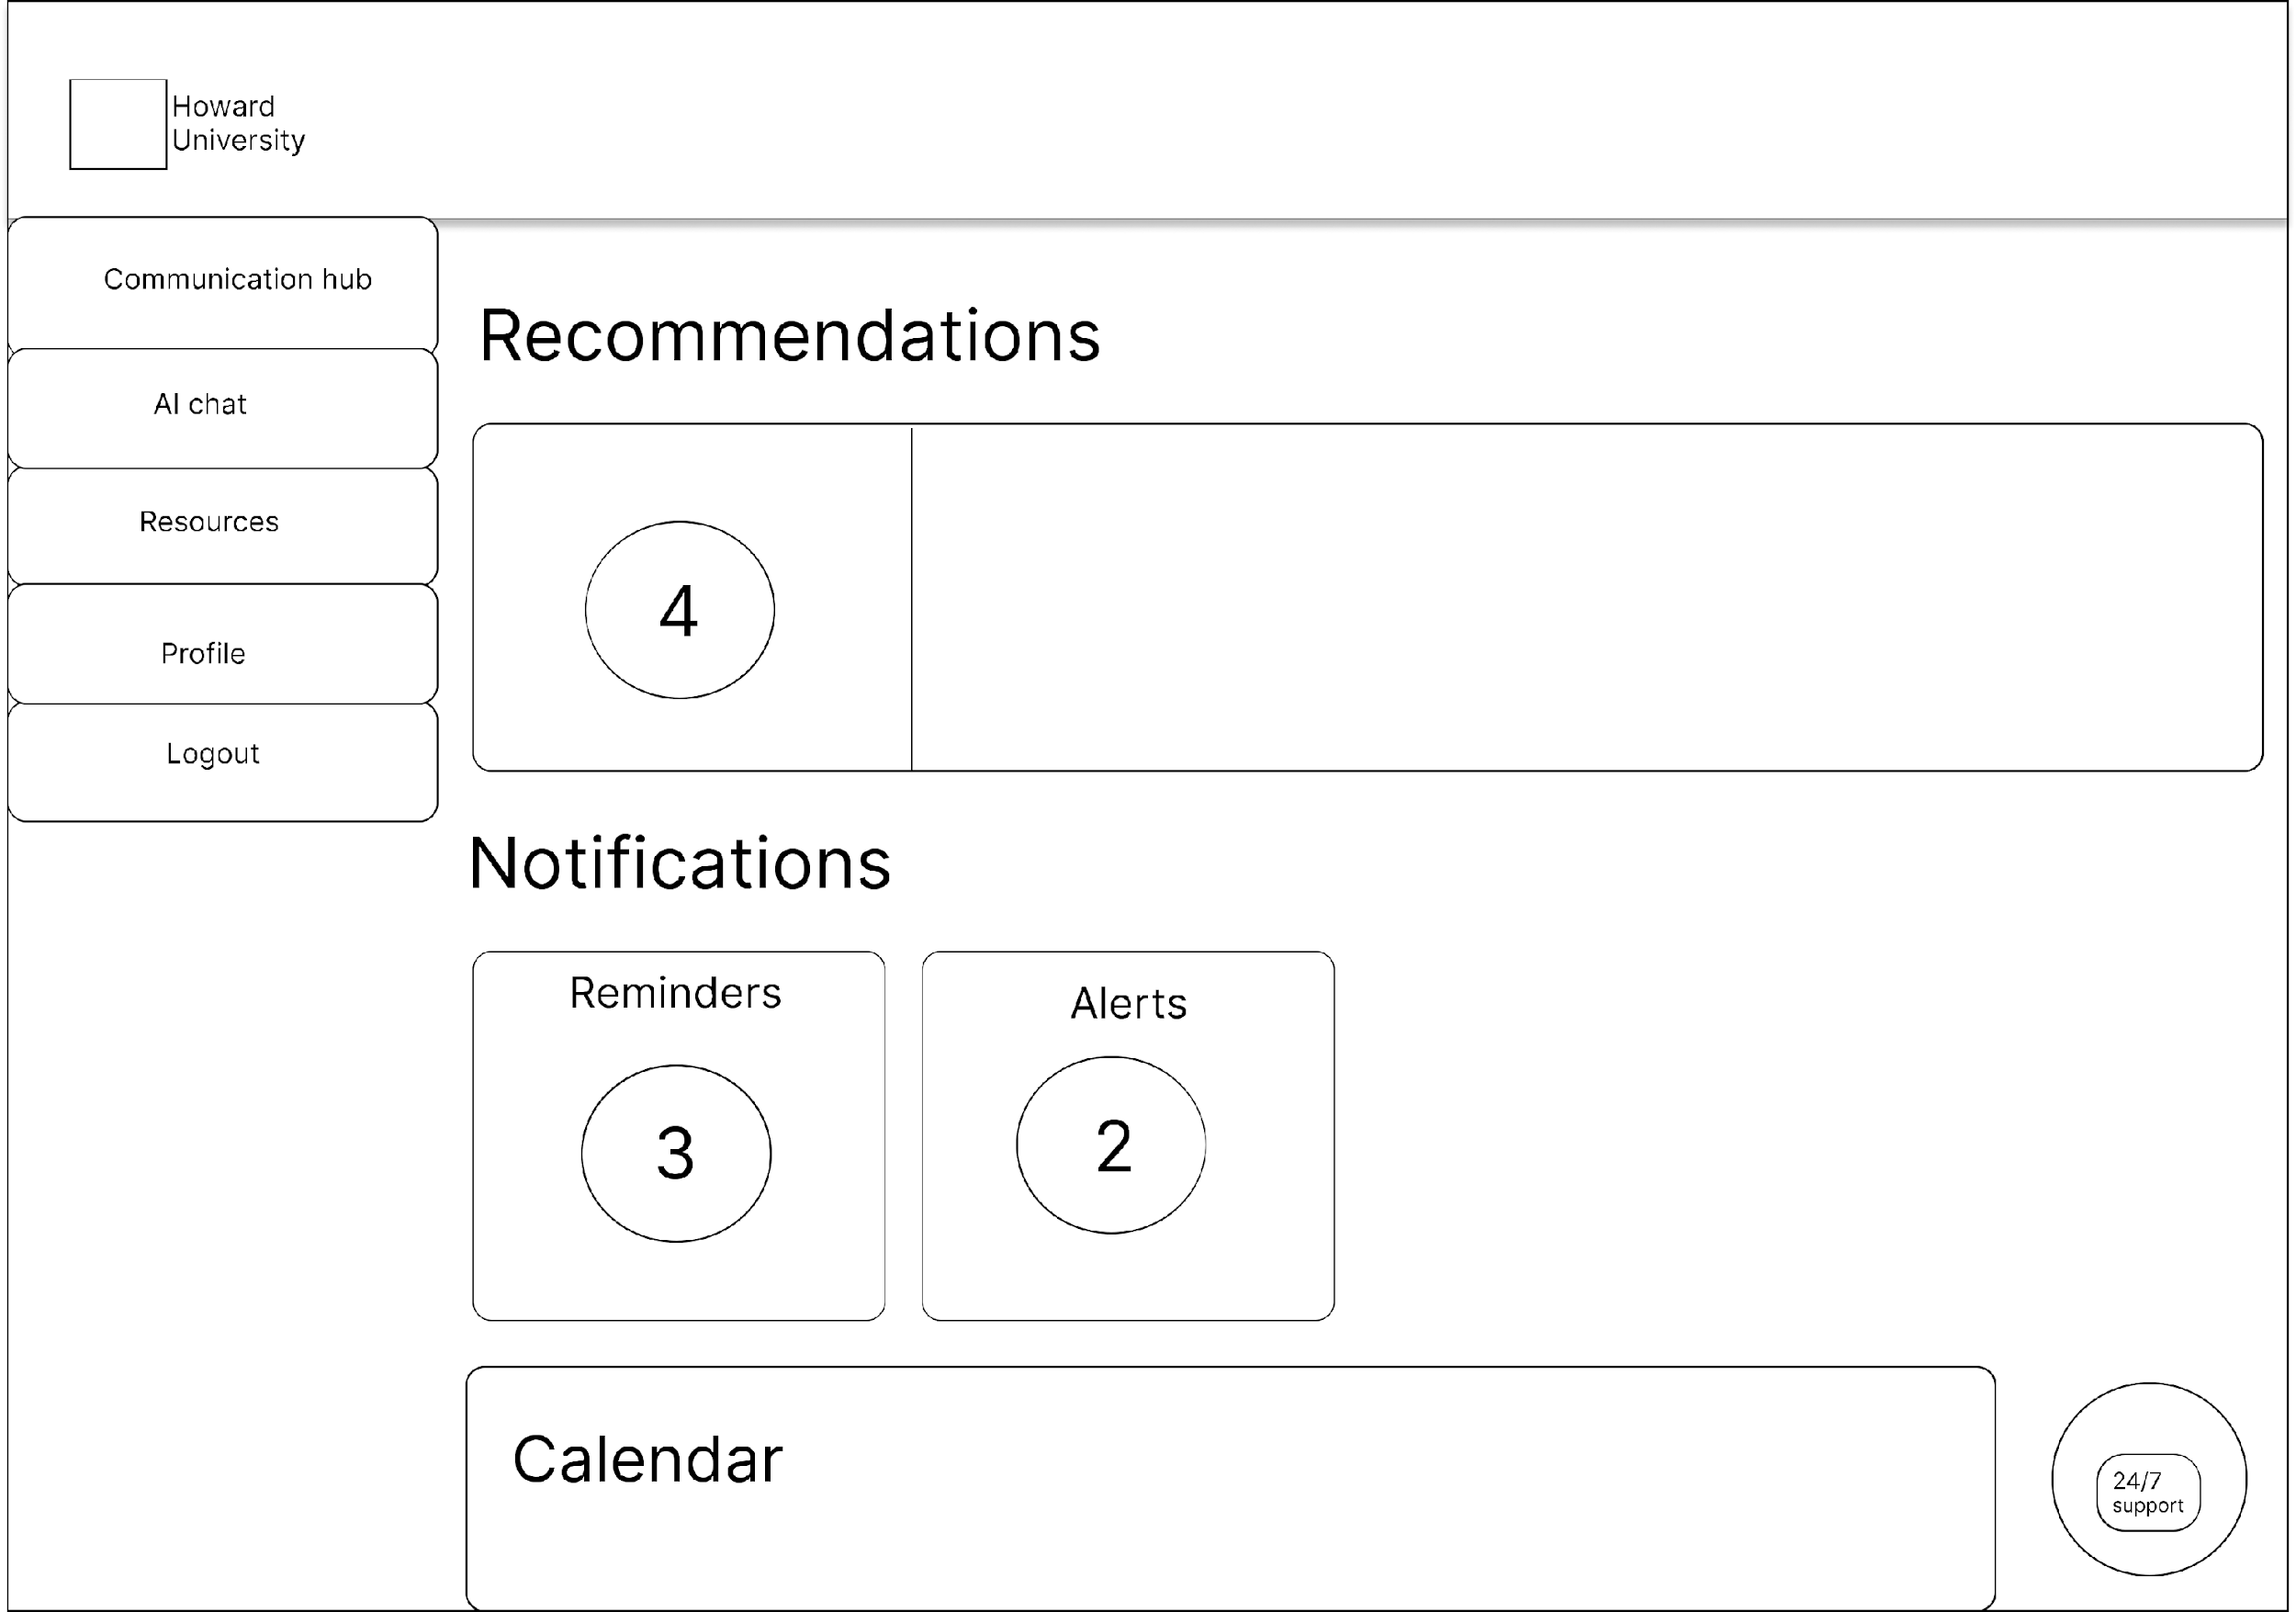 Howard
University
Communication hub
AI chat
Resources
Profile
Logout
Recommendations
4
Notifications
Reminders
3
Alerts
2
Calendar
24/7
support